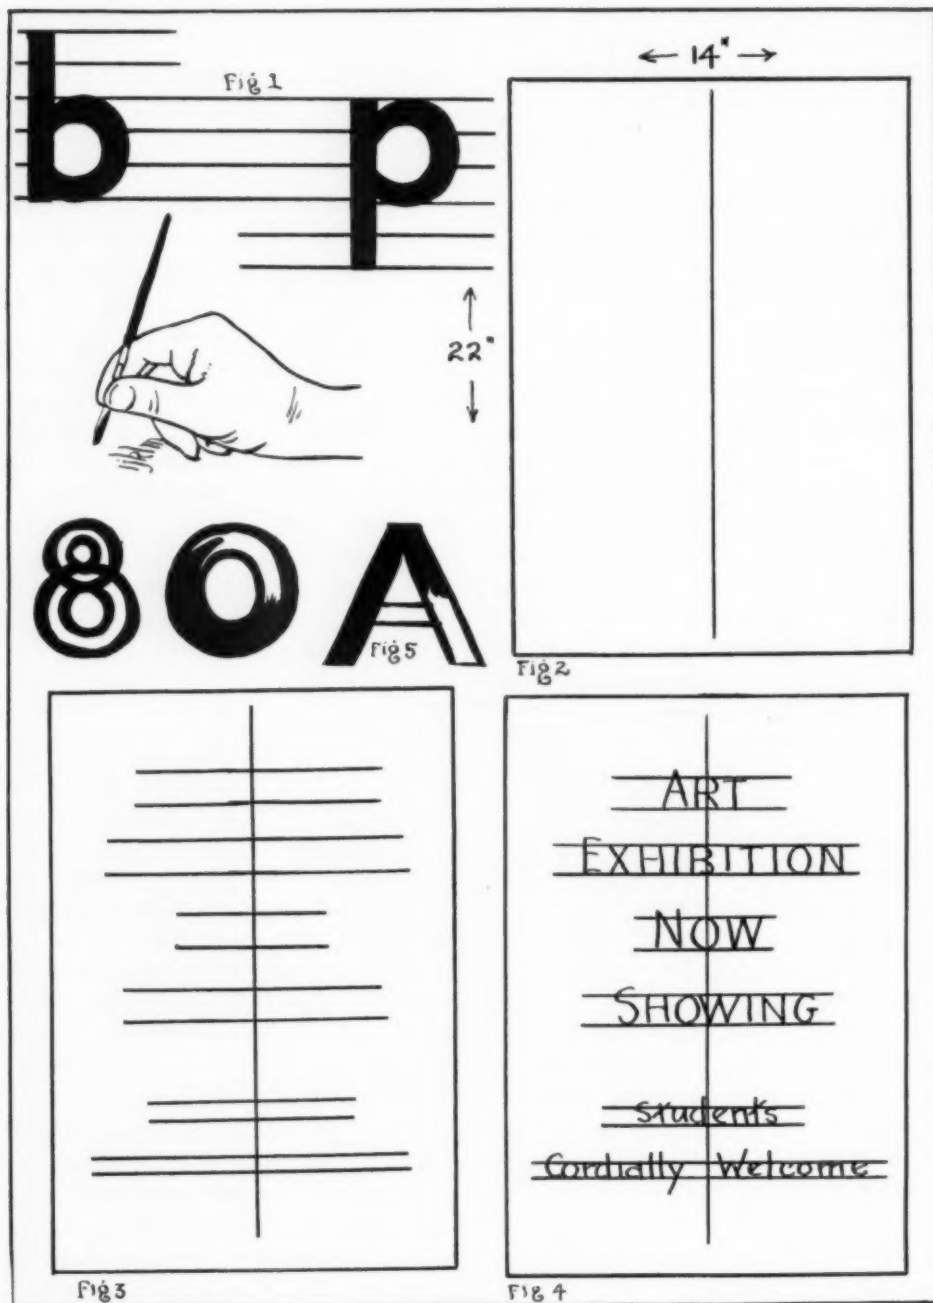 b
p
Fig 1
14"
22"
8 O A
Fig 5
Fig 2
Fig 3
ART
EXHIBITION
NOW
SHOWING
students
Cordially Welcome
Fig 4